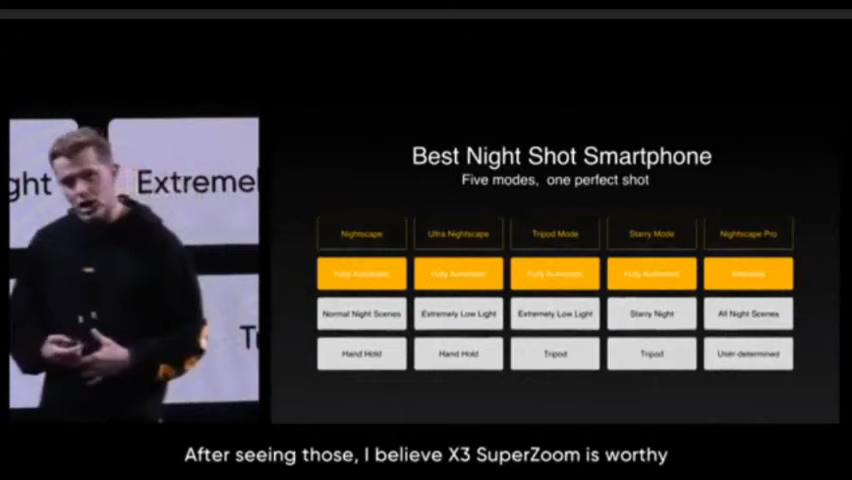 ght
Extremel
T
Best Night Shot Smartphone
Five modes, one perfect shot
Nightscape
Ultra Nightscape
Tripod Mode
Starry Mode
Nightscape Pro
Fully Automatic
Fully Automatic
Fully Automatic
Fully Automatic
Normal Night Scenes
Extremely Low Light
Extremely Low Light
Starry Night
All Night Scenes
Hand Hold
Hand Hold
Tripod
Tripod
User-determined
After seeing those, I believe X3 SuperZoom is worthy